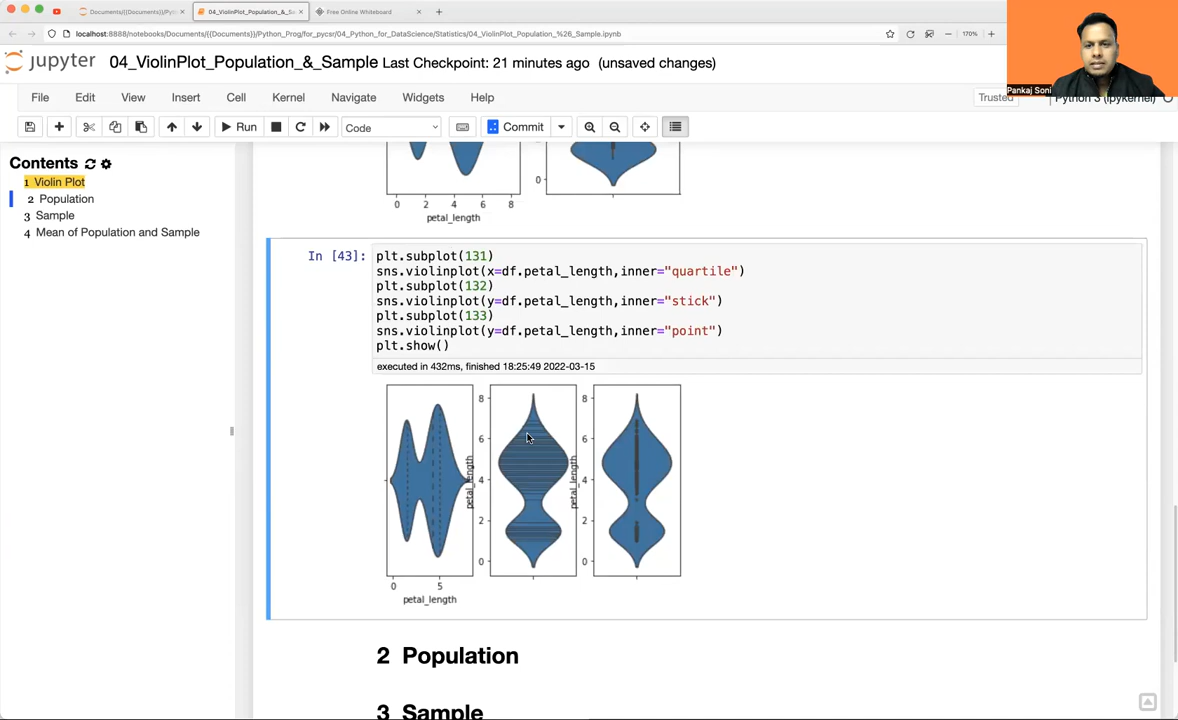 Documents/{{Documents}}/Pyt
04_ViolinPlot_Population_&_Sa
Free Online Whiteboard
localhost:8888/notebooks/Documents/{{Documents}}/Python_Prog/for_pycsr/04_Python_for_DataScience/Statistics/04_ViolinPlot_Population_%26_Sample.ipynb
170%
Pankaj Soni
jupyter 04_ViolinPlot_Population_&_Sample Last Checkpoint: 21 minutes ago (unsaved changes)
File Edit View Insert Cell Kernel Navigate Widgets Help
Trusted Python 3 (ipykernel)
Run Code Commit
Contents
1 Violin Plot
2 Population
3 Sample
4 Mean of Population and Sample
0 2 4 6 8
petal_length
0
In [43]:
plt.subplot(131)
sns.violinplot(x=df.petal_length,inner="quartile")
plt.subplot(132)
sns.violinplot(y=df.petal_length,inner="stick")
plt.subplot(133)
sns.violinplot(y=df.petal_length,inner="point")
plt.show()
executed in 432ms, finished 18:25:49 2022-03-15
0 5
petal_length
8
6
4
2
0
petal_length
8
6
4
2
0
petal_length
2 Population
3 Sample